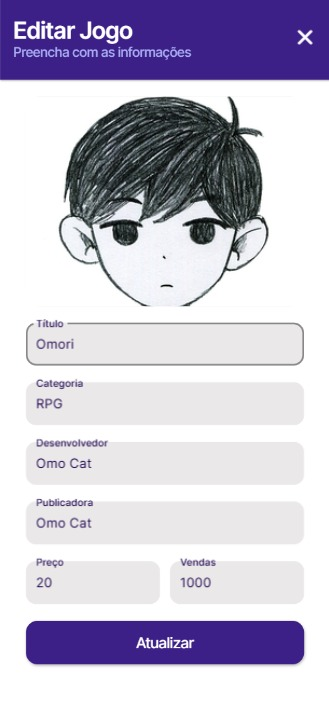 Editar Jogo
Preencha com as informações
Título
Omori
Categoria
RPG
Desenvolvedor
Omo Cat
Publicadora
Omo Cat
Preço
20
Vendas
1000
Atualizar